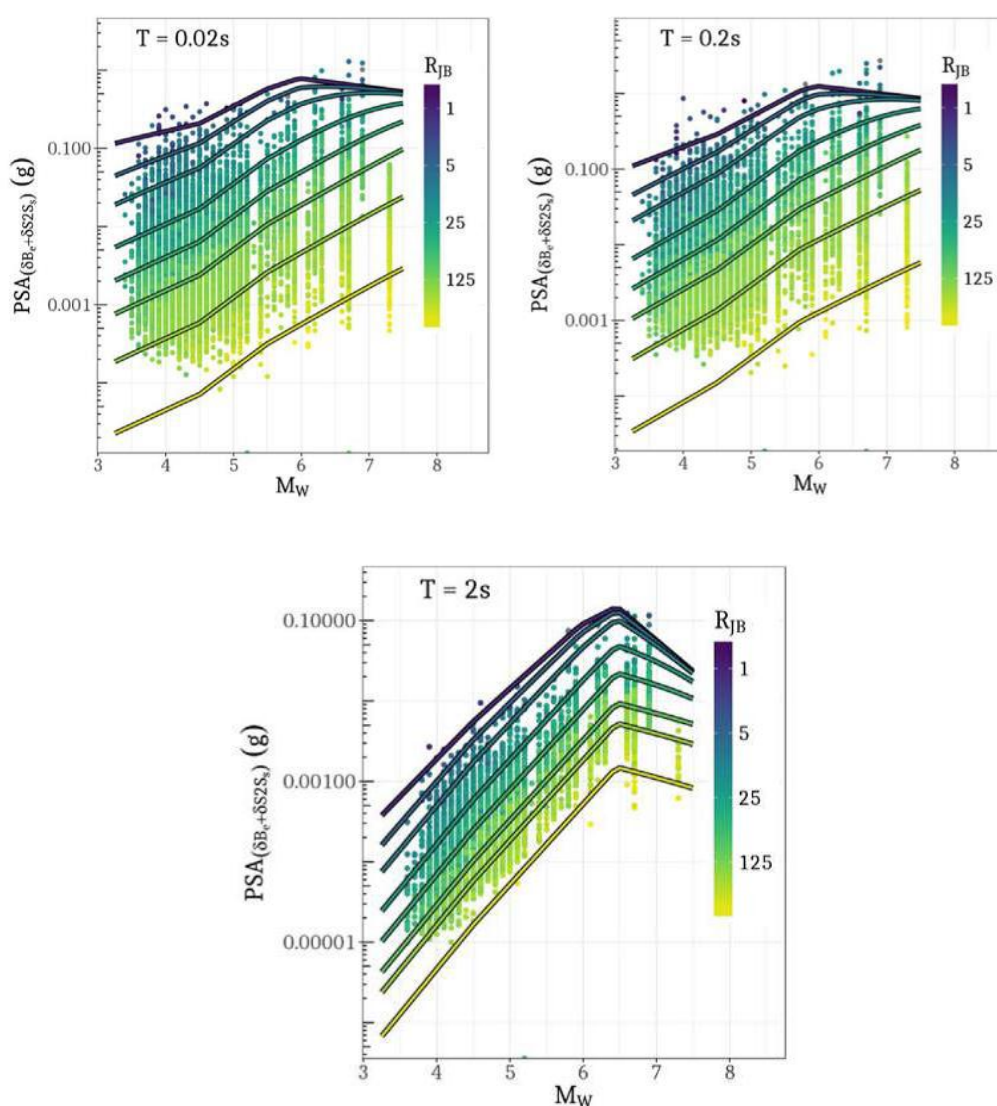 T = 0.02s
R_JB
1
5
25
125
0.100
0.001
PSA(δB_e+δS2S_s) (g)
3 4 5 6 7 8
M_W
T = 0.2s
R_JB
1
5
25
125
0.100
0.001
PSA(δB_e+δS2S_s) (g)
3 4 5 6 7 8
M_W
T = 2s
R_JB
1
5
25
125
0.10000
0.00100
0.00001
PSA(δB_e+δS2S_s) (g)
3 4 5 6 7 8
M_W